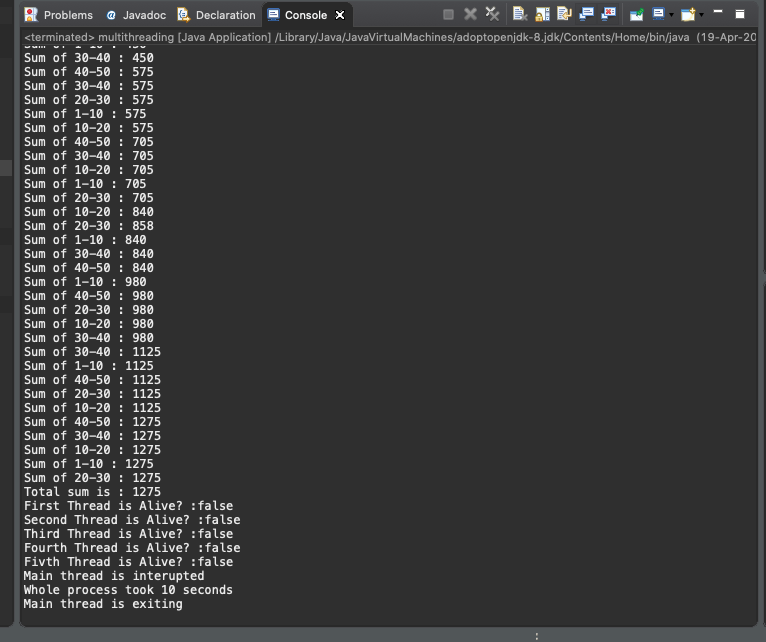 Problems @ Javadoc Declaration Console
<terminated> multithreading [Java Application] /Library/Java/JavaVirtualMachines/adoptopenjdk-8.jdk/Contents/Home/bin/java (19-Apr-20
Sum of 1-10 : 450
Sum of 30-40 : 450
Sum of 40-50 : 575
Sum of 30-40 : 575
Sum of 20-30 : 575
Sum of 1-10 : 575
Sum of 10-20 : 575
Sum of 40-50 : 705
Sum of 30-40 : 705
Sum of 10-20 : 705
Sum of 1-10 : 705
Sum of 20-30 : 705
Sum of 10-20 : 840
Sum of 20-30 : 858
Sum of 1-10 : 840
Sum of 30-40 : 840
Sum of 40-50 : 840
Sum of 1-10 : 980
Sum of 40-50 : 980
Sum of 20-30 : 980
Sum of 10-20 : 980
Sum of 30-40 : 980
Sum of 30-40 : 1125
Sum of 1-10 : 1125
Sum of 40-50 : 1125
Sum of 20-30 : 1125
Sum of 10-20 : 1125
Sum of 40-50 : 1275
Sum of 30-40 : 1275
Sum of 10-20 : 1275
Sum of 1-10 : 1275
Sum of 20-30 : 1275
Total sum is : 1275
First Thread is Alive? :false
Second Thread is Alive? :false
Third Thread is Alive? :false
Fourth Thread is Alive? :false
Fivth Thread is Alive? :false
Main thread is interupted
Whole process took 10 seconds
Main thread is exiting